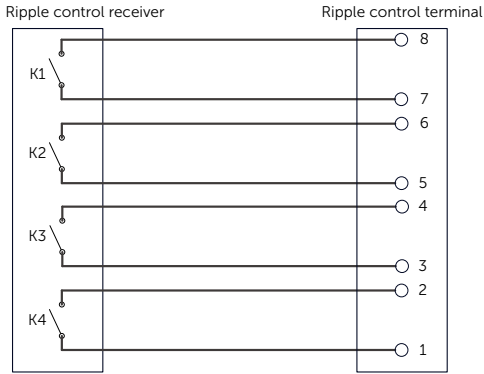 Ripple control receiver
Ripple control terminal
8
K1
7
6
K2
5
4
K3
3
2
K4
1